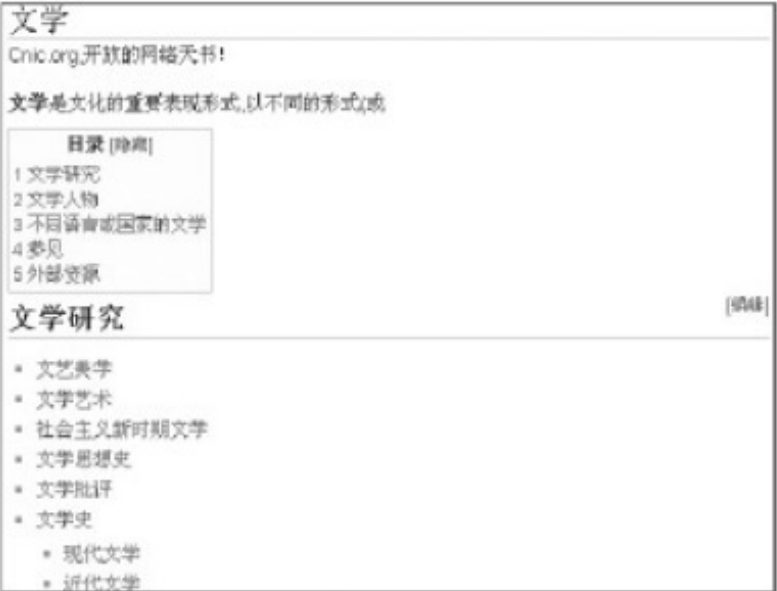 文学
Cnic.org,开放的网络天书!
文学是文化的重要表现形式,以不同的形式(或
目录 [隐藏]
1 文学研究
2 文学人物
3 不同语言或国家的文学
4 参见
5 外部资源
文学研究
[编辑]
文艺美学
文学艺术
社会主义新时期文学
文学思想史
文学批评
文学史
现代文学
近代文学